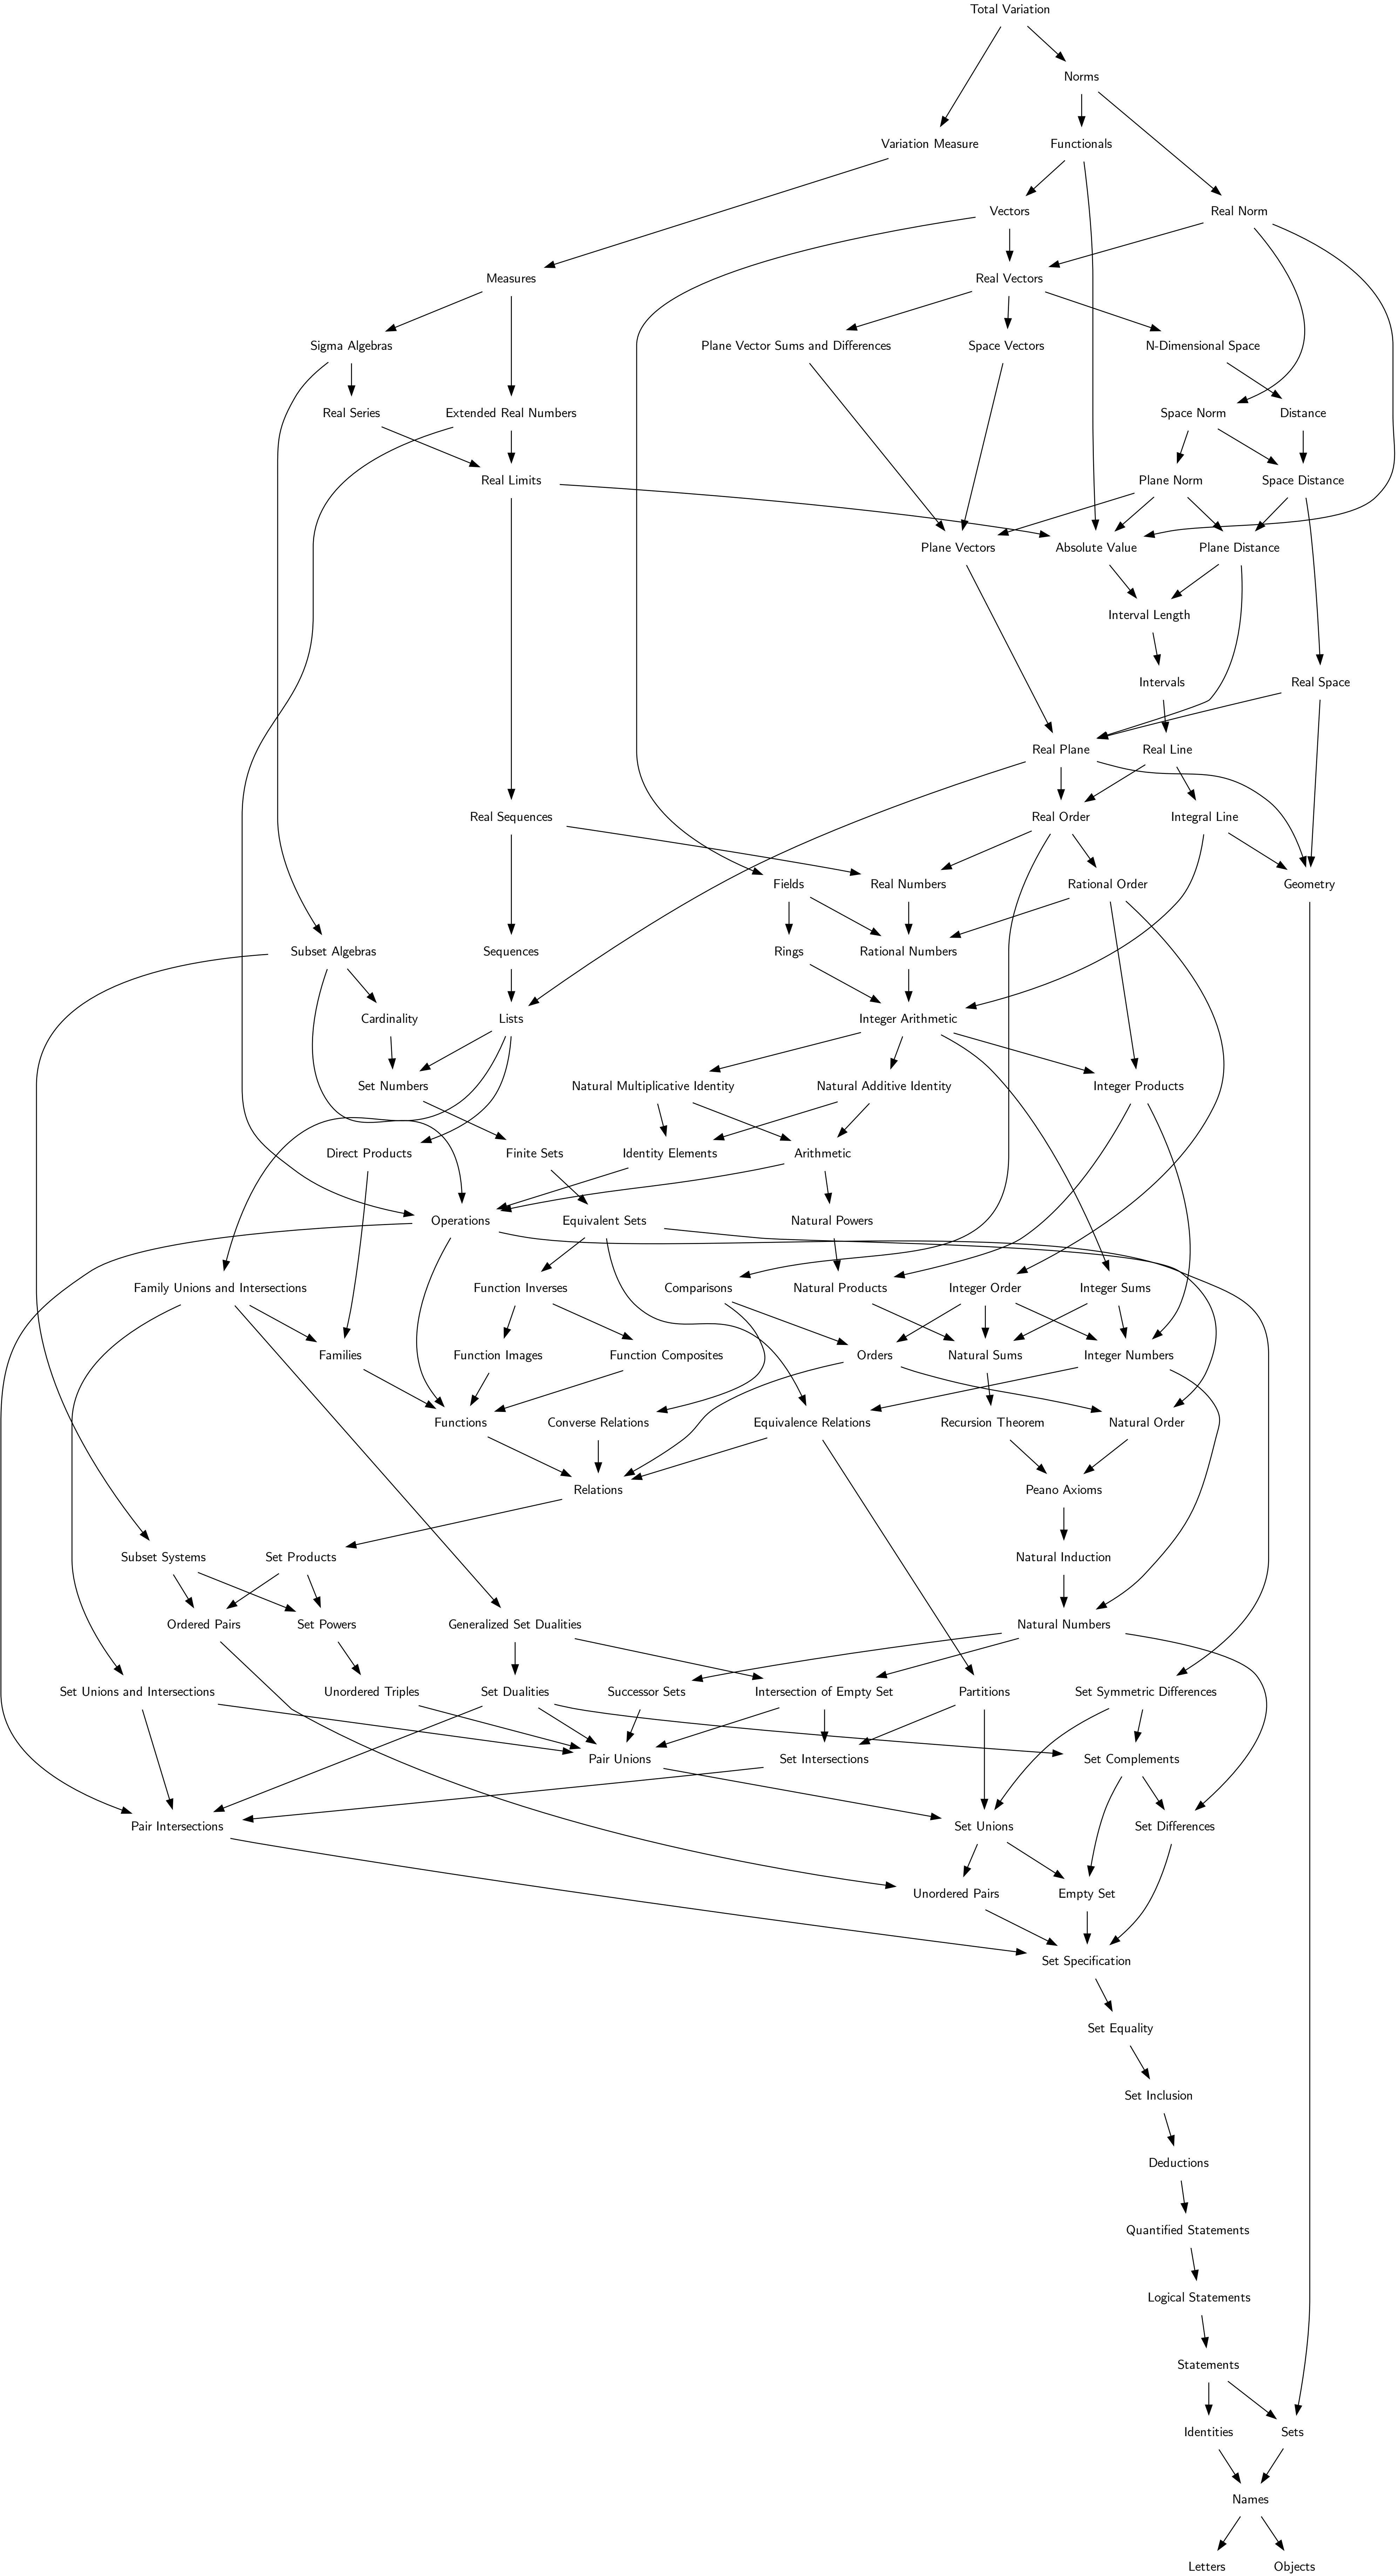 Total Variation
Norms
Variation Measure
Functionals
Vectors
Real Norm
Measures
Real Vectors
Sigma Algebras
Plane Vector Sums and Differences
Space Vectors
N-Dimensional Space
Real Series
Extended Real Numbers
Space Norm
Distance
Real Limits
Plane Norm
Space Distance
Plane Vectors
Absolute Value
Plane Distance
Interval Length
Intervals
Real Space
Real Plane
Real Line
Real Sequences
Real Order
Integral Line
Fields
Real Numbers
Rational Order
Geometry
Subset Algebras
Sequences
Rings
Rational Numbers
Cardinality
Lists
Integer Arithmetic
Set Numbers
Natural Multiplicative Identity
Natural Additive Identity
Integer Products
Direct Products
Finite Sets
Identity Elements
Arithmetic
Operations
Equivalent Sets
Natural Powers
Family Unions and Intersections
Function Inverses
Comparisons
Natural Products
Integer Order
Integer Sums
Families
Function Images
Function Composites
Orders
Natural Sums
Integer Numbers
Functions
Converse Relations
Equivalence Relations
Recursion Theorem
Natural Order
Relations
Peano Axioms
Subset Systems
Set Products
Natural Induction
Ordered Pairs
Set Powers
Generalized Set Dualities
Natural Numbers
Set Unions and Intersections
Unordered Triples
Set Dualities
Successor Sets
Intersection of Empty Set
Partitions
Set Symmetric Differences
Pair Unions
Set Intersections
Set Complements
Pair Intersections
Set Unions
Set Differences
Unordered Pairs
Empty Set
Set Specification
Set Equality
Set Inclusion
Deductions
Quantified Statements
Logical Statements
Statements
Identities
Sets
Names
Letters
Objects